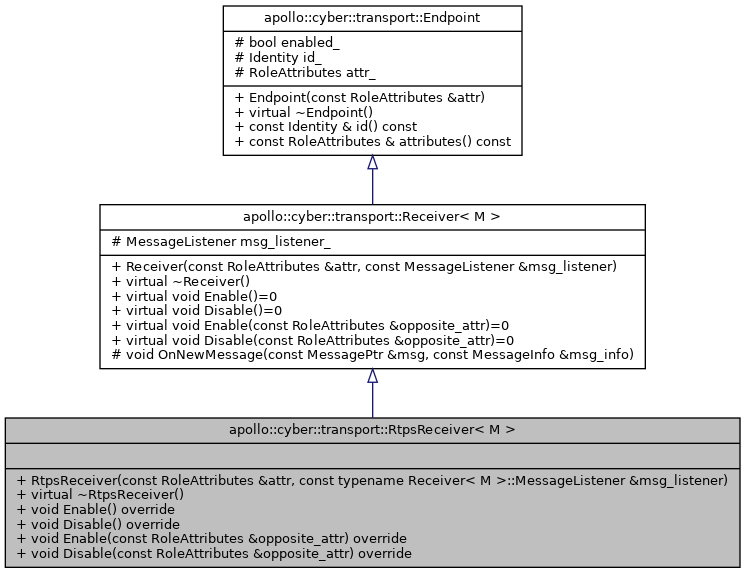 apollo::cyber::transport::Endpoint
# bool enabled_
# Identity id_
# RoleAttributes attr_
+ Endpoint(const RoleAttributes &attr)
+ virtual ~Endpoint()
+ const Identity & id() const
+ const RoleAttributes & attributes() const
apollo::cyber::transport::Receiver< M >
# MessageListener msg_listener_
+ Receiver(const RoleAttributes &attr, const MessageListener &msg_listener)
+ virtual ~Receiver()
+ virtual void Enable()=0
+ virtual void Disable()=0
+ virtual void Enable(const RoleAttributes &opposite_attr)=0
+ virtual void Disable(const RoleAttributes &opposite_attr)=0
# void OnNewMessage(const MessagePtr &msg, const MessageInfo &msg_info)
apollo::cyber::transport::RtpsReceiver< M >
+ RtpsReceiver(const RoleAttributes &attr, const typename Receiver< M >::MessageListener &msg_listener)
+ virtual ~RtpsReceiver()
+ void Enable() override
+ void Disable() override
+ void Enable(const RoleAttributes &opposite_attr) override
+ void Disable(const RoleAttributes &opposite_attr) override